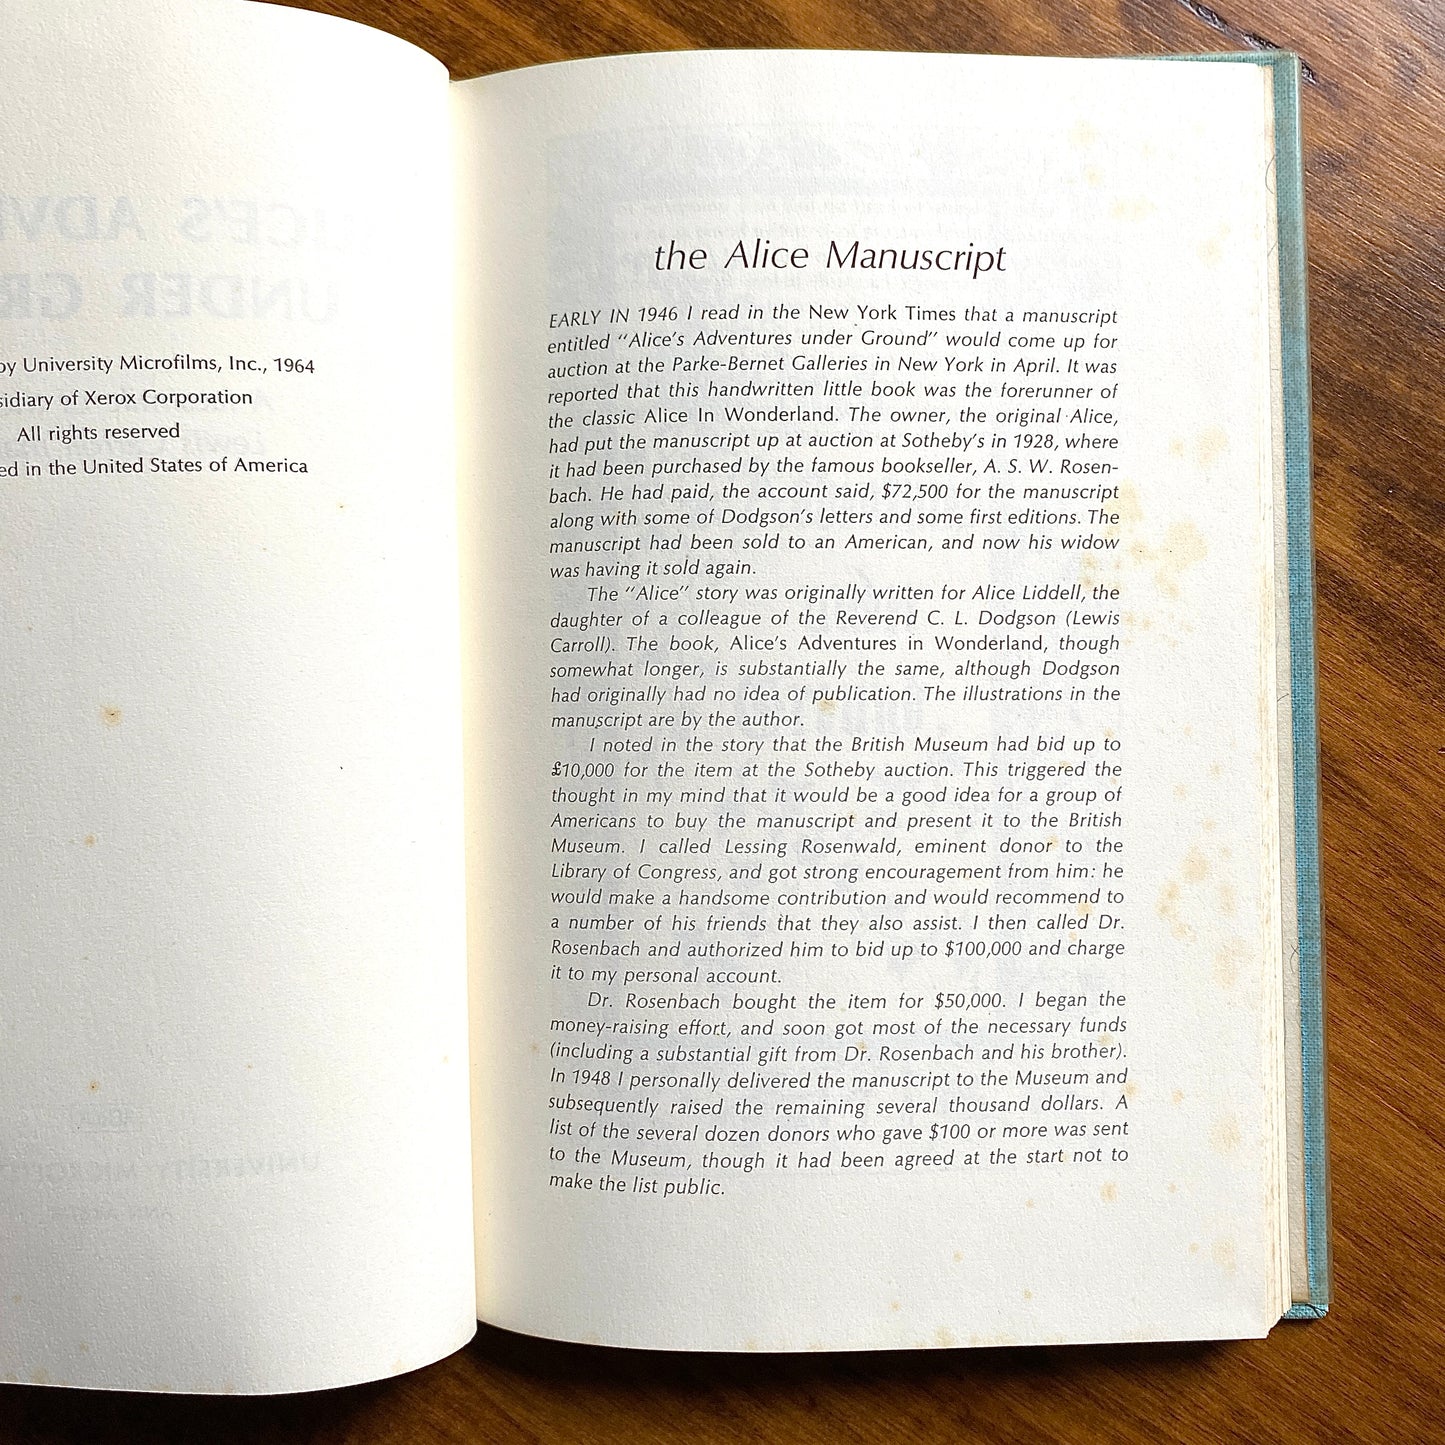 by University Microfilms, Inc., 1964
sidiary of Xerox Corporation
All rights reserved
ed in the United States of America
the Alice Manuscript
EARLY IN 1946 I read in the New York Times that a manuscript
entitled "Alice's Adventures under Ground" would come up for
auction at the Parke-Bernet Galleries in New York in April. It was
reported that this handwritten little book was the forerunner of
the classic Alice In Wonderland. The owner, the original Alice,
had put the manuscript up at auction at Sotheby's in 1928, where
it had been purchased by the famous bookseller, A. S. W. Rosen-
bach. He had paid, the account said, $72,500 for the manuscript
along with some of Dodgson's letters and some first editions. The
manuscript had been sold to an American, and now his widow
was having it sold again.
The "Alice" story was originally written for Alice Liddell, the
daughter of a colleague of the Reverend C. L. Dodgson (Lewis
Carroll). The book, Alice's Adventures in Wonderland, though
somewhat longer, is substantially the same, although Dodgson
had originally had no idea of publication. The illustrations in the
manuscript are by the author.
I noted in the story that the British Museum had bid up to
£10,000 for the item at the Sotheby auction. This triggered the
thought in my mind that it would be a good idea for a group of
Americans to buy the manuscript and present it to the British
Museum. I called Lessing Rosenwald, eminent donor to the
Library of Congress, and got strong encouragement from him: he
would make a handsome contribution and would recommend to
a number of his friends that they also assist. I then called Dr.
Rosenbach and authorized him to bid up to $100,000 and charge
it to my personal account.
Dr. Rosenbach bought the item for $50,000. I began the
money-raising effort, and soon got most of the necessary funds
(including a substantial gift from Dr. Rosenbach and his brother).
In 1948 I personally delivered the manuscript to the Museum and
subsequently raised the remaining several thousand dollars. A
list of the several dozen donors who gave $100 or more was sent
to the Museum, though it had been agreed at the start not to
make the list public.